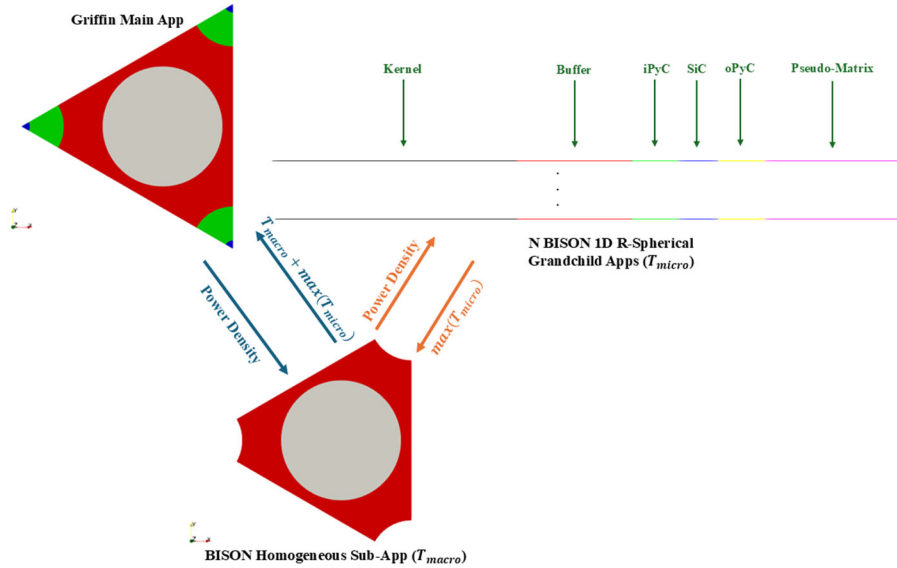 Griffin Main App
Kernel
Buffer
iPyC
SiC
oPyC
Pseudo-Matrix
N BISON 1D R-Spherical
Grandchild Apps (T_micro)
T_macro + max(T_micro)
Power Density
Power Density
max(T_micro)
BISON Homogeneous Sub-App (T_macro)